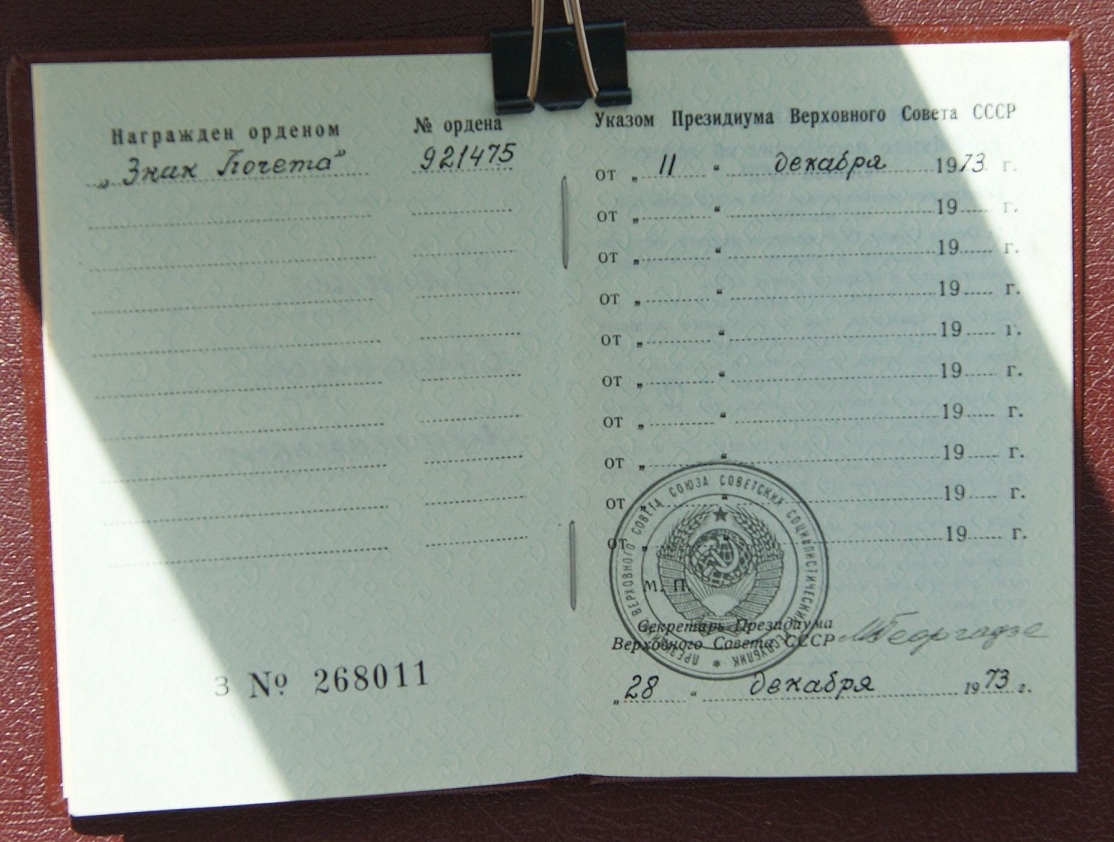 Награжден орденом
№ ордена
„Знак Почета“
921475
З № 268011
Указом Президиума Верховного Совета СССР
от „ 11 “ декабря 1973 г.
от „ “ 19 г.
от „ “ 19 г.
от „ “ 19 г.
от „ “ 19 г.
от „ “ 19 г.
от „ “ 19 г.
от „ “ 19 г.
от „ “ 19 г.
от „ “ 19 г.
ПРЕЗИДИУМ ВЕРХОВНОГО СОВЕТА СОЮЗА СОВЕТСКИХ СОЦИАЛИСТИЧЕСКИХ РЕСПУБЛИК
М. П.
Секретарь Президиума
Верховного Совета СССР МГеоргадзе
„ 28 “ декабря 1973 г.